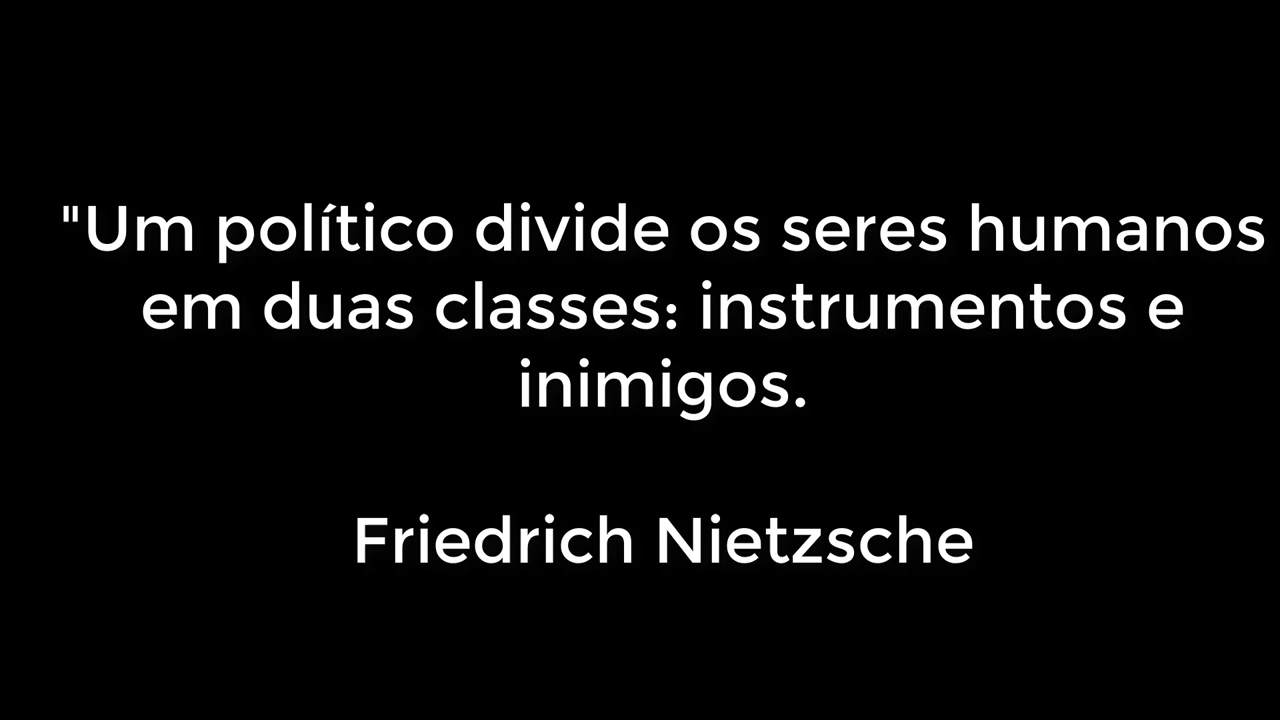 "Um político divide os seres humanos
em duas classes: instrumentos e
inimigos.
Friedrich Nietzsche